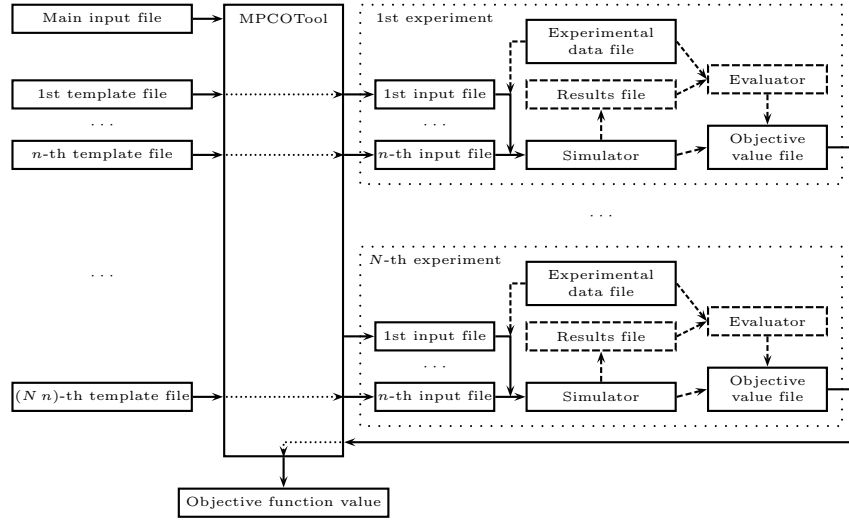 Main input file
MPCOTool
1st experiment
Experimental
data file
1st template file
1st input file
Results file
Evaluator
. . .
. . .
n-th template file
n-th input file
Simulator
Objective
value file
. . .
. . .
N-th experiment
Experimental
data file
1st input file
Results file
Evaluator
. . .
(N n)-th template file
n-th input file
Simulator
Objective
value file
Objective function value